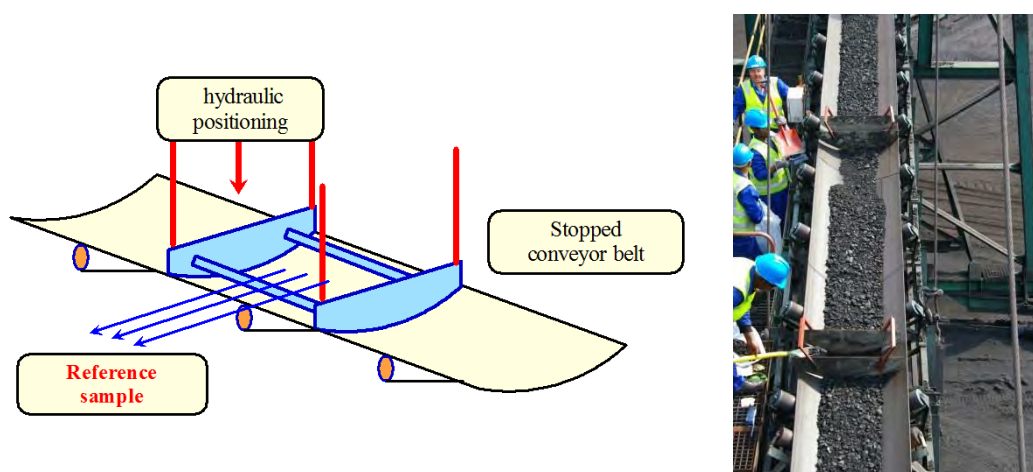 hydraulic
positioning
Stopped
conveyor belt
Reference
sample